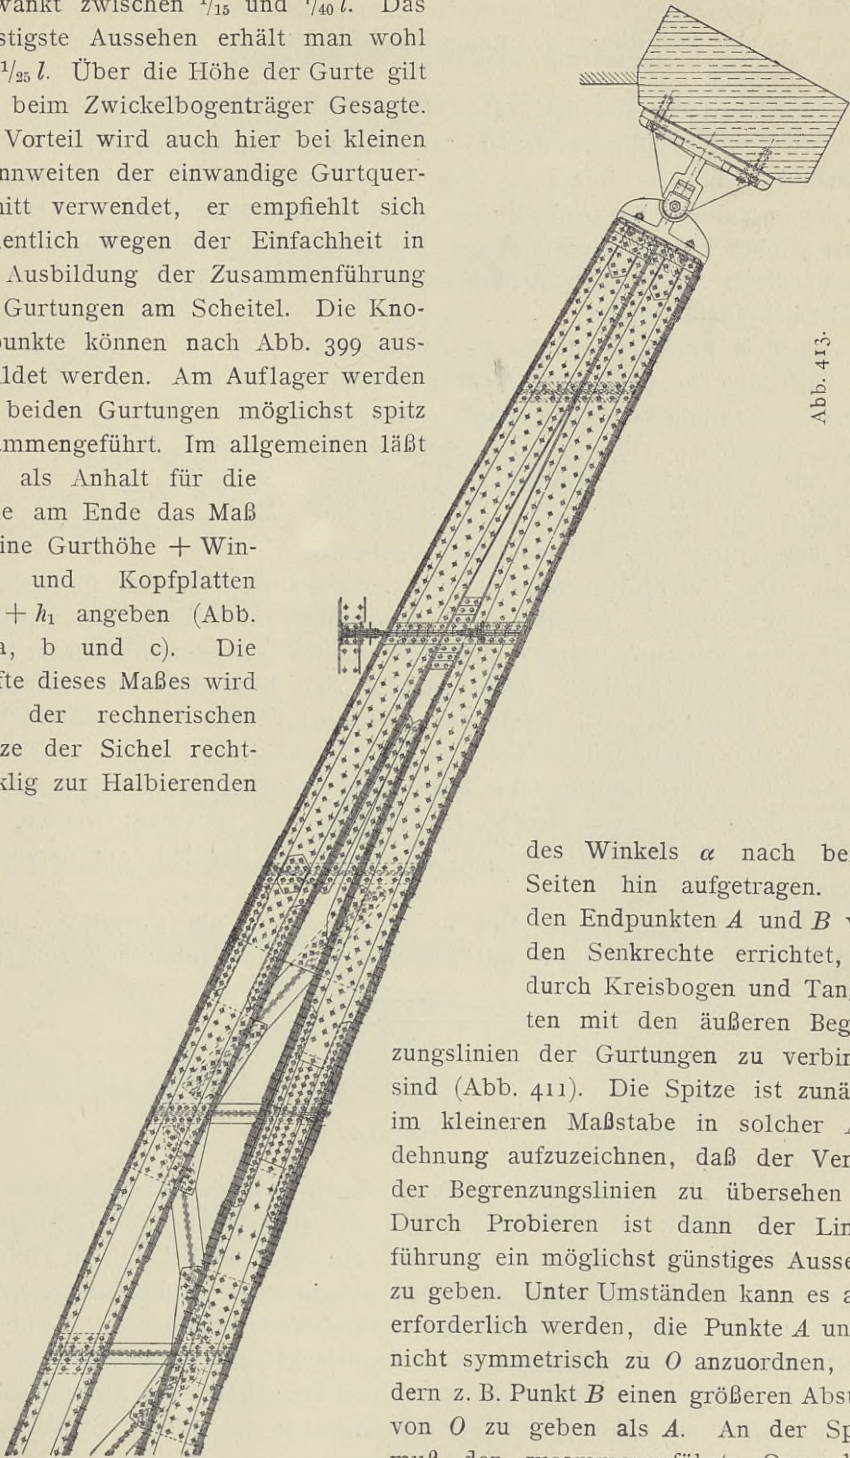 wankt zwischen 1/15 und 1/40 l. Das
stigste Aussehen erhält man wohl
1/25 l. Über die Höhe der Gurte gilt
beim Zwickelbogenträger Gesagte.
Vorteil wird auch hier bei kleinen
nnweiten der einwandige Gurtquer-
nitt verwendet, er empfiehlt sich
entlich wegen der Einfachheit in
Ausbildung der Zusammenführung
Gurtungen am Scheitel. Die Kno-
punkte können nach Abb. 399 aus-
ldet werden. Am Auflager werden
beiden Gurtungen möglichst spitz
ammengeführt. Im allgemeinen läßt
als Anhalt für die
e am Ende das Maß
ine Gurthöhe + Win-
und Kopfplatten
+ h1 angeben (Abb.
a, b und c). Die
fte dieses Maßes wird
der rechnerischen
ze der Sichel recht-
klig zur Halbierenden
Abb. 413.
des Winkels α nach be
Seiten hin aufgetragen.
den Endpunkten A und B
den Senkrechte errichtet,
durch Kreisbogen und Tan
ten mit den äußeren Beg
zungslinien der Gurtungen zu verbin
sind (Abb. 411). Die Spitze ist zunä
im kleineren Maßstabe in solcher
dehnung aufzuzeichnen, daß der Ver
der Begrenzungslinien zu übersehen
Durch Probieren ist dann der Lin
führung ein möglichst günstiges Ausse
zu geben. Unter Umständen kann es a
erforderlich werden, die Punkte A un
nicht symmetrisch zu O anzuordnen,
dern z. B. Punkt B einen größeren Abst
von O zu geben als A. An der Sp